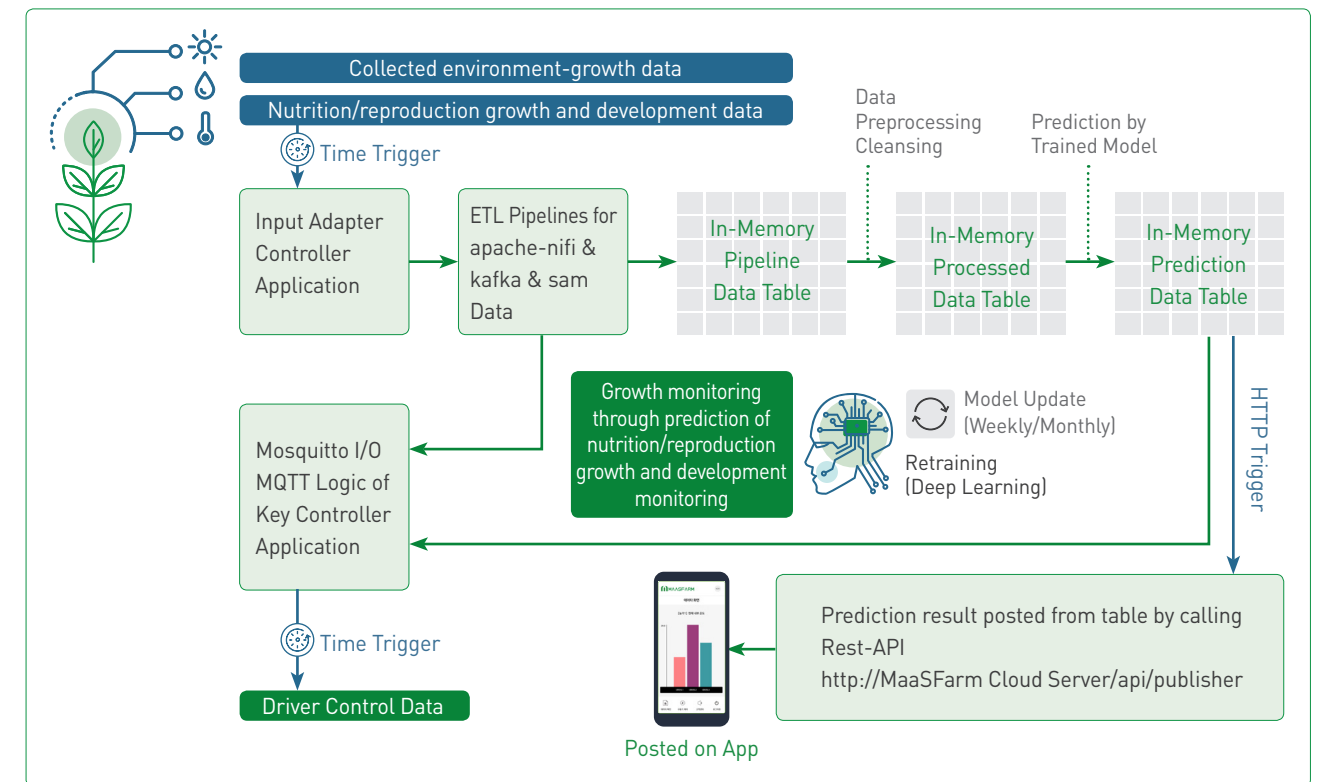 Collected environment-growth data
Nutrition/reproduction growth and development data
Time Trigger
Data
Preprocessing
Cleansing
Prediction by
Trained Model
Input Adapter
Controller
Application
ETL Pipelines for
apache-nifi &
kafka & sam
Data
In-Memory
Pipeline
Data Table
In-Memory
Processed
Data Table
In-Memory
Prediction
Data Table
Growth monitoring
through prediction of
nutrition/reproduction
growth and development
monitoring
Model Update
(Weekly/Monthly)
Retraining
(Deep Learning)
HTTP Trigger
Mosquitto I/O
MQTT Logic of
Key Controller
Application
Time Trigger
Driver Control Data
MAASFARM
Posted on App
Prediction result posted from table by calling
Rest-API
http://MaaSFarm Cloud Server/api/publisher